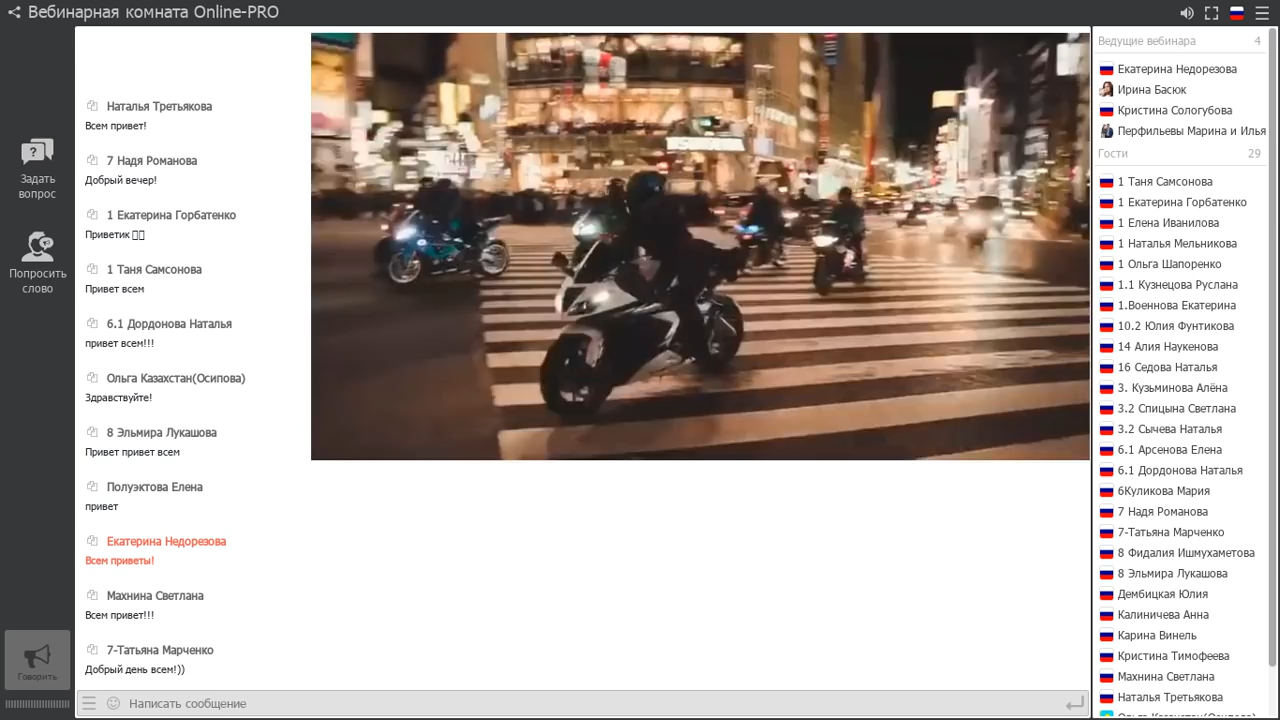 Вебинарная комната Online-PRO
Задать
вопрос
Попросить
слово
Говорить
Наталья Третьякова
Всем привет!
7 Надя Романова
Добрый вечер!
1 Екатерина Горбатенко
Приветик
1 Таня Самсонова
Привет всем
6.1 Дордонова Наталья
привет всем!!!
Ольга Казахстан(Осипова)
Здравствуйте!
8 Эльмира Лукашова
Привет привет всем
Полуэктова Елена
привет
Екатерина Недорезова
Всем приветы!
Махнина Светлана
Всем привет!!!
7-Татьяна Марченко
Добрый день всем!))
Написать сообщение
Ведущие вебинара 4
Екатерина Недорезова
Ирина Басюк
Кристина Сологубова
Перфильевы Марина и Илья
Гости 29
1 Таня Самсонова
1 Екатерина Горбатенко
1 Елена Иванилова
1 Наталья Мельникова
1 Ольга Шапоренко
1.1 Кузнецова Руслана
1.Военнова Екатерина
10.2 Юлия Фунтикова
14 Алия Наукенова
16 Седова Наталья
3. Кузьминова Алёна
3.2 Спицына Светлана
3.2 Сычева Наталья
6.1 Арсенова Елена
6.1 Дордонова Наталья
6Куликова Мария
7 Надя Романова
7-Татьяна Марченко
8 Фидалия Ишмухаметова
8 Эльмира Лукашова
Дембицкая Юлия
Калиничева Анна
Карина Винель
Кристина Тимофеева
Махнина Светлана
Наталья Третьякова
Ольга Казахстан(Осипова)